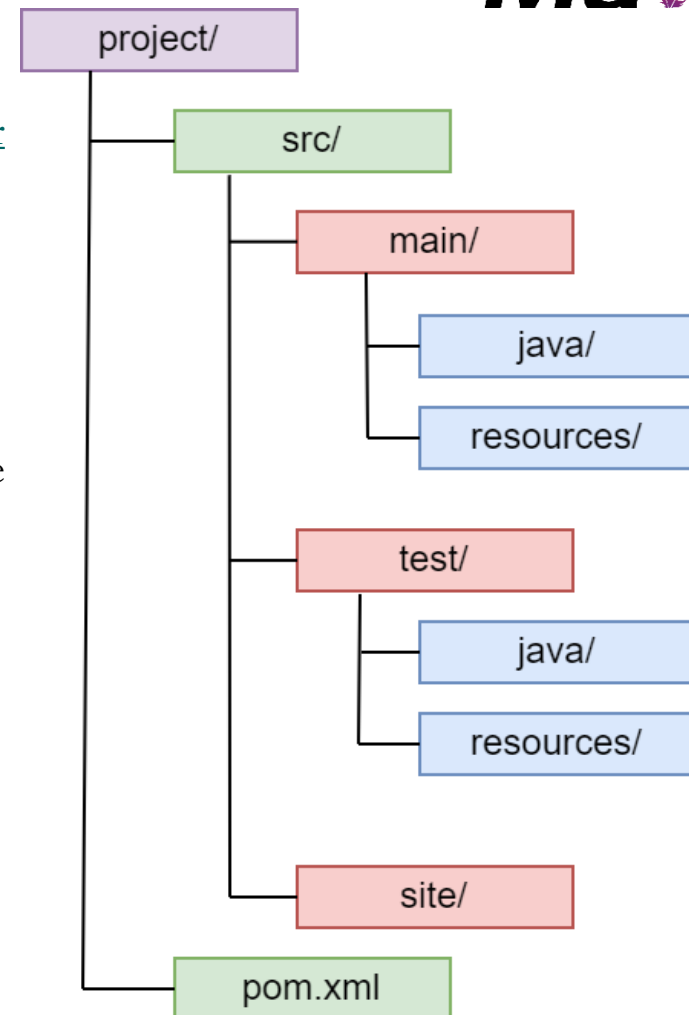 project/
src/
main/
java/
resources/
test/
java/
resources/
site/
pom.xml